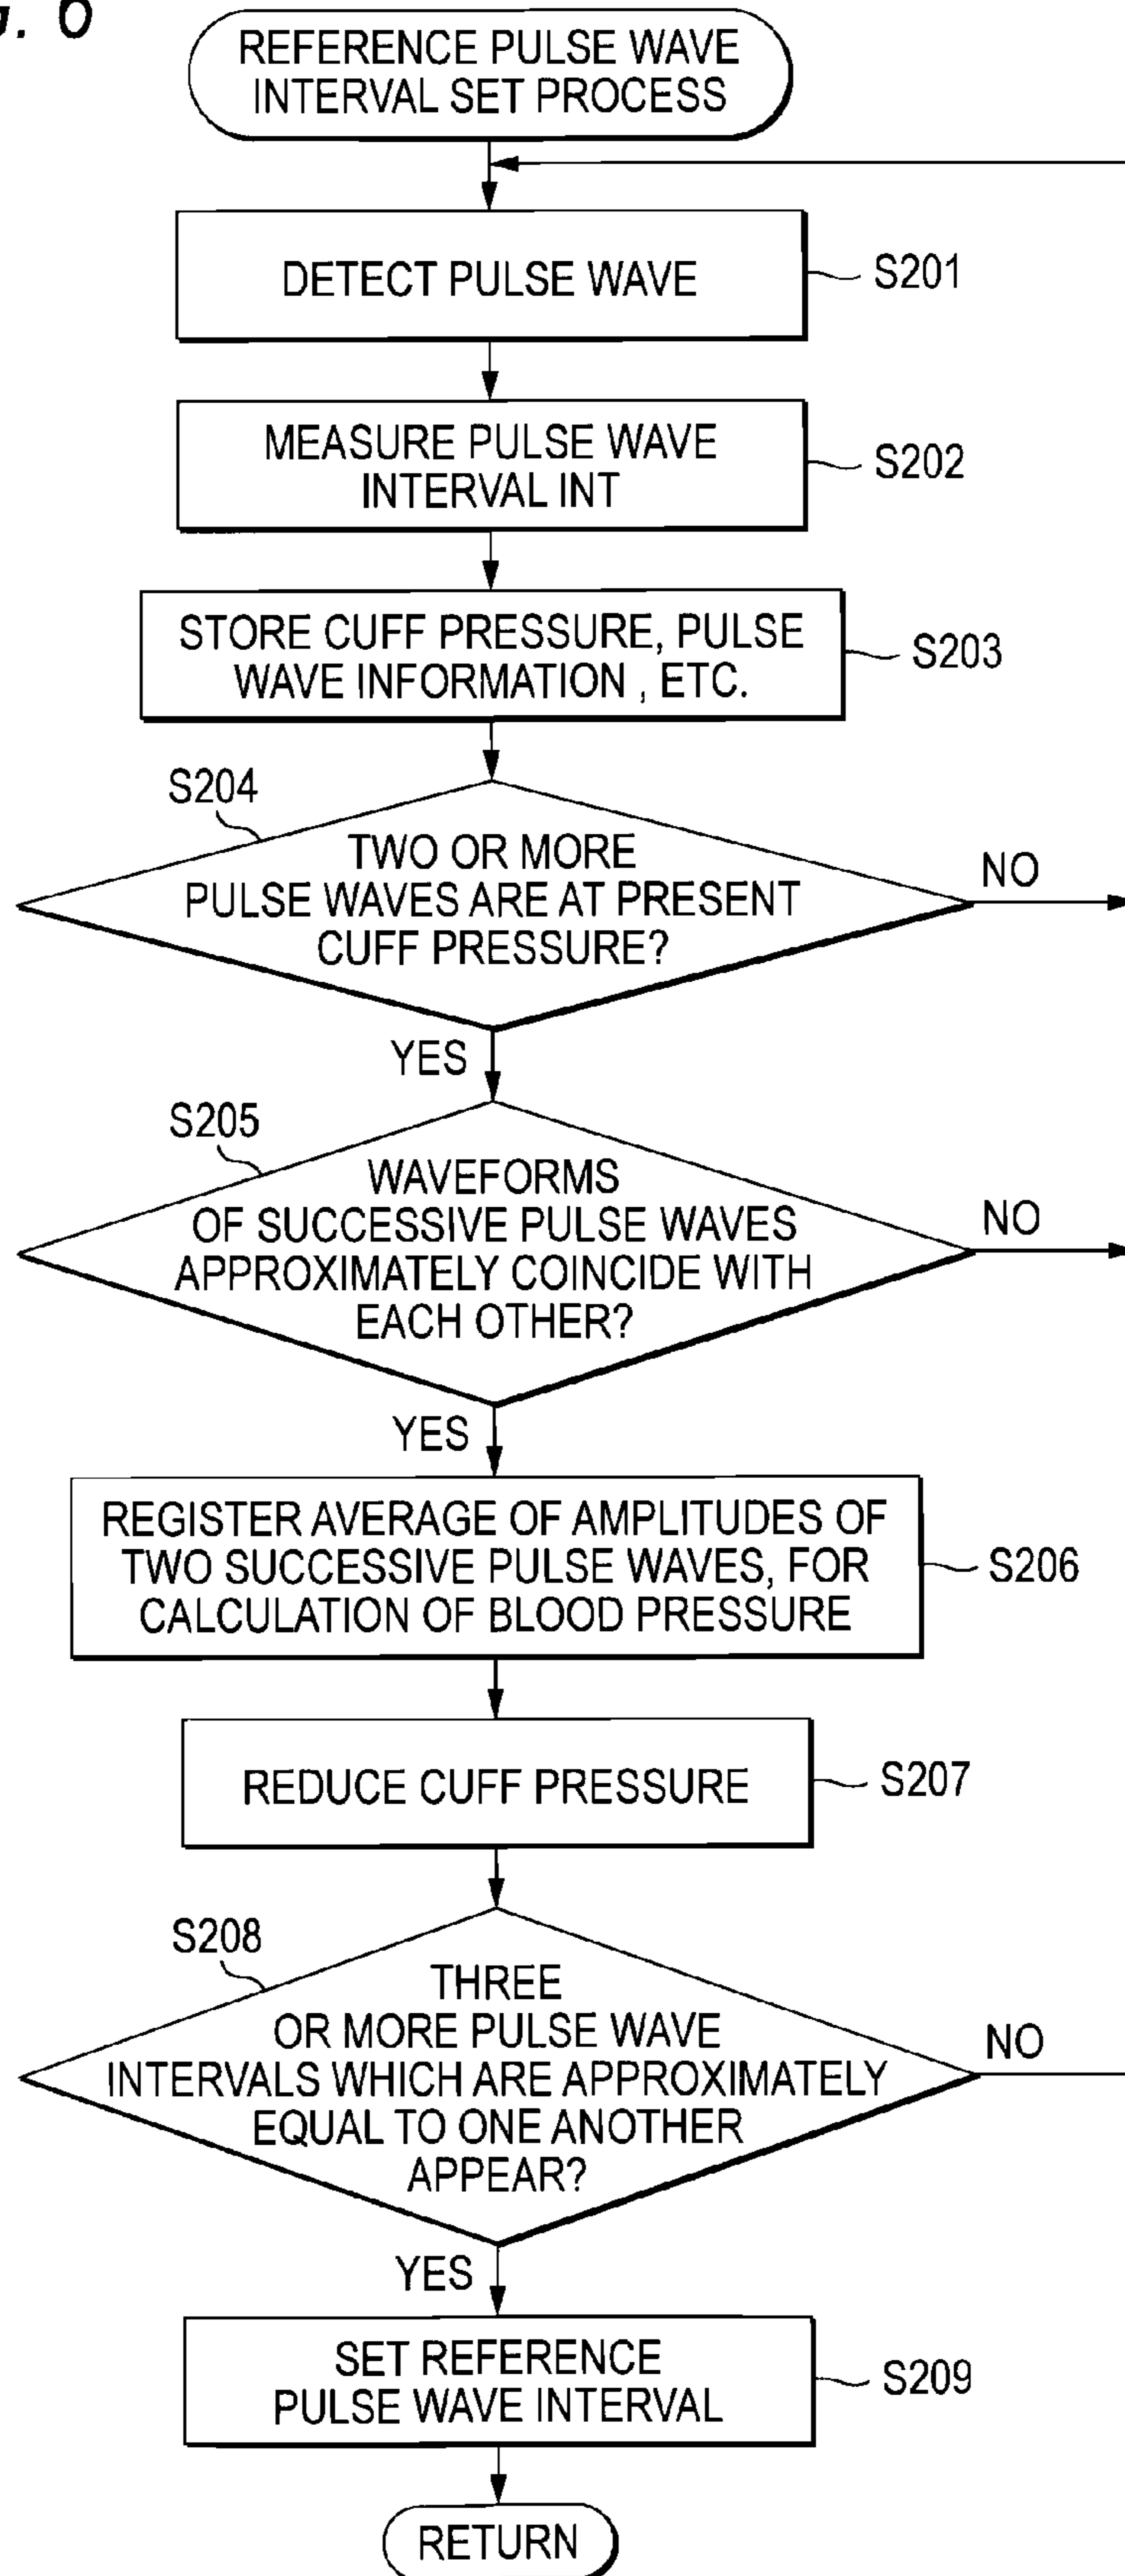 G. 6
REFERENCE PULSE WAVE
INTERVAL SET PROCESS
DETECT PULSE WAVE
S201
MEASURE PULSE WAVE
INTERVAL INT
S202
STORE CUFF PRESSURE, PULSE
WAVE INFORMATION , ETC.
S203
S204
TWO OR MORE
PULSE WAVES ARE AT PRESENT
CUFF PRESSURE?
NO
YES
S205
WAVEFORMS
OF SUCCESSIVE PULSE WAVES
APPROXIMATELY COINCIDE WITH
EACH OTHER?
NO
YES
REGISTER AVERAGE OF AMPLITUDES OF
TWO SUCCESSIVE PULSE WAVES, FOR
CALCULATION OF BLOOD PRESSURE
S206
REDUCE CUFF PRESSURE
S207
S208
THREE
OR MORE PULSE WAVE
INTERVALS WHICH ARE APPROXIMATELY
EQUAL TO ONE ANOTHER
APPEAR?
NO
YES
SET REFERENCE
PULSE WAVE INTERVAL
S209
RETURN